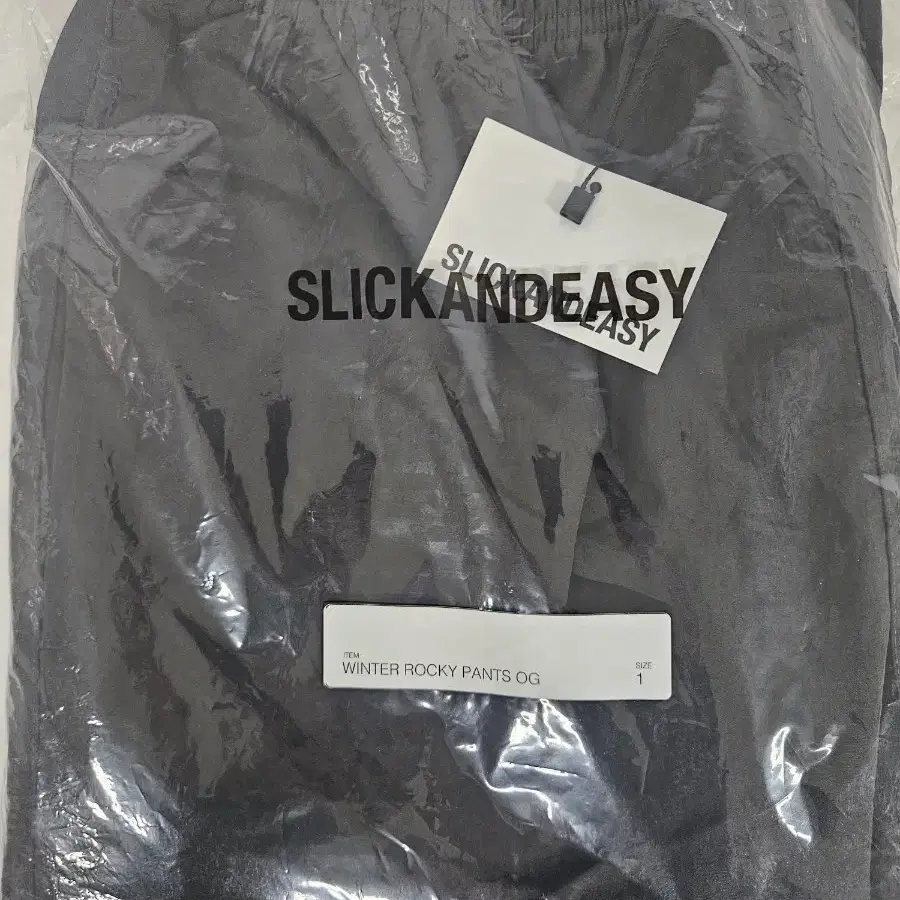 SLICKANDEASY
SLICKANDEASY
ITEM:
WINTER ROCKY PANTS OG
SIZE
1